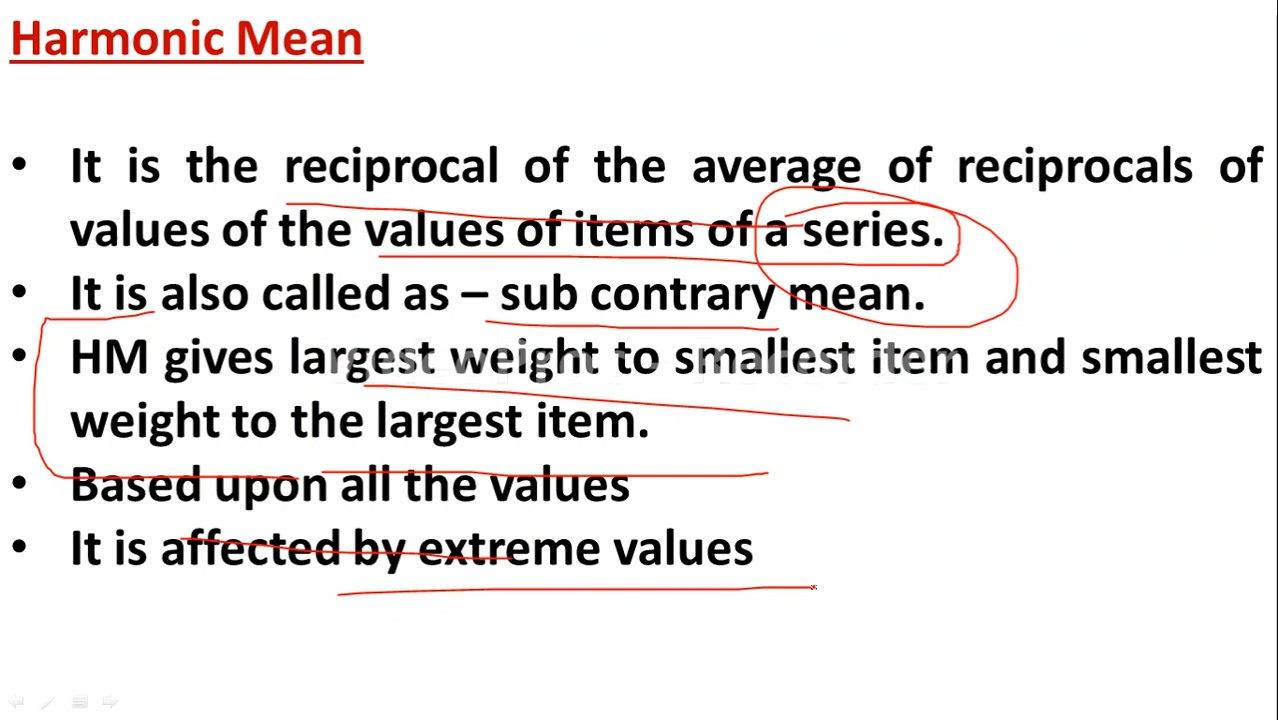 Harmonic Mean
• It is the reciprocal of the average of reciprocals of
values of the values of items of a series.
• It is also called as – sub contrary mean.
• HM gives largest weight to smallest item and smallest
weight to the largest item.
• Based upon all the values
• It is affected by extreme values